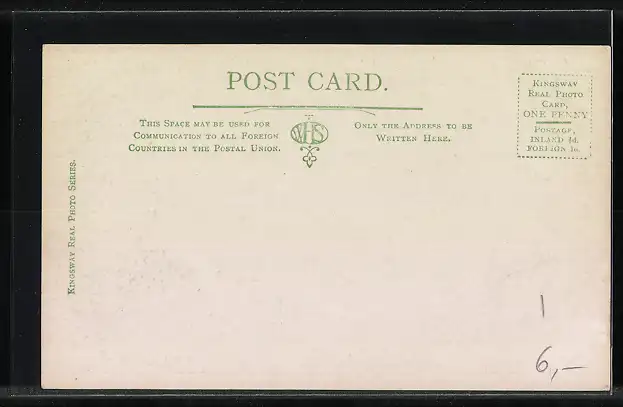 POST CARD.
THIS SPACE MAY BE USED FOR
COMMUNICATION TO ALL FOREIGN
COUNTRIES IN THE POSTAL UNION.
WHS
ONLY THE ADDRESS TO BE
WRITTEN HERE.
KINGSWAY
REAL PHOTO
CARD,
ONE PENNY
POSTAGE,
INLAND ½d.
FOREIGN 1d.
KINGSWAY REAL PHOTO SERIES.
1
6,—